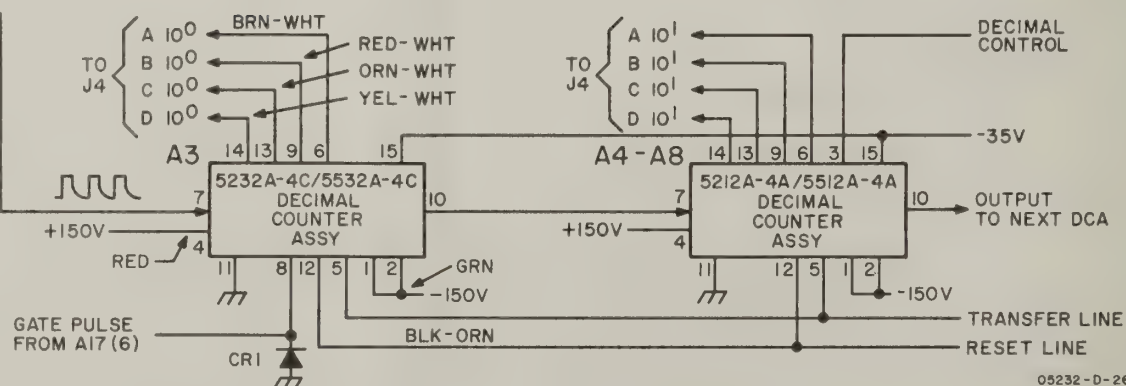 BRN-WHT
A 10⁰
RED-WHT
B 10⁰
TO J4
ORN-WHT
C 10⁰
YEL-WHT
D 10⁰
A3
14 13 9 6 15
5232A-4C/5532A-4C
DECIMAL
COUNTER
ASSY
7
+150V
4
RED
10
11 8 12 5 1 2
GRN
-150V
GATE PULSE
FROM A17(6)
CR1
BLK-ORN
A 10¹
B 10¹
TO J4
C 10¹
D 10¹
DECIMAL
CONTROL
-35V
A4-A8
14 13 9 6 3 15
5212A-4A/5512A-4A
DECIMAL
COUNTER
ASSY
7
+150V
4
10
OUTPUT
TO NEXT DCA
11 12 5 1 2
-150V
TRANSFER LINE
RESET LINE
05232-D-26